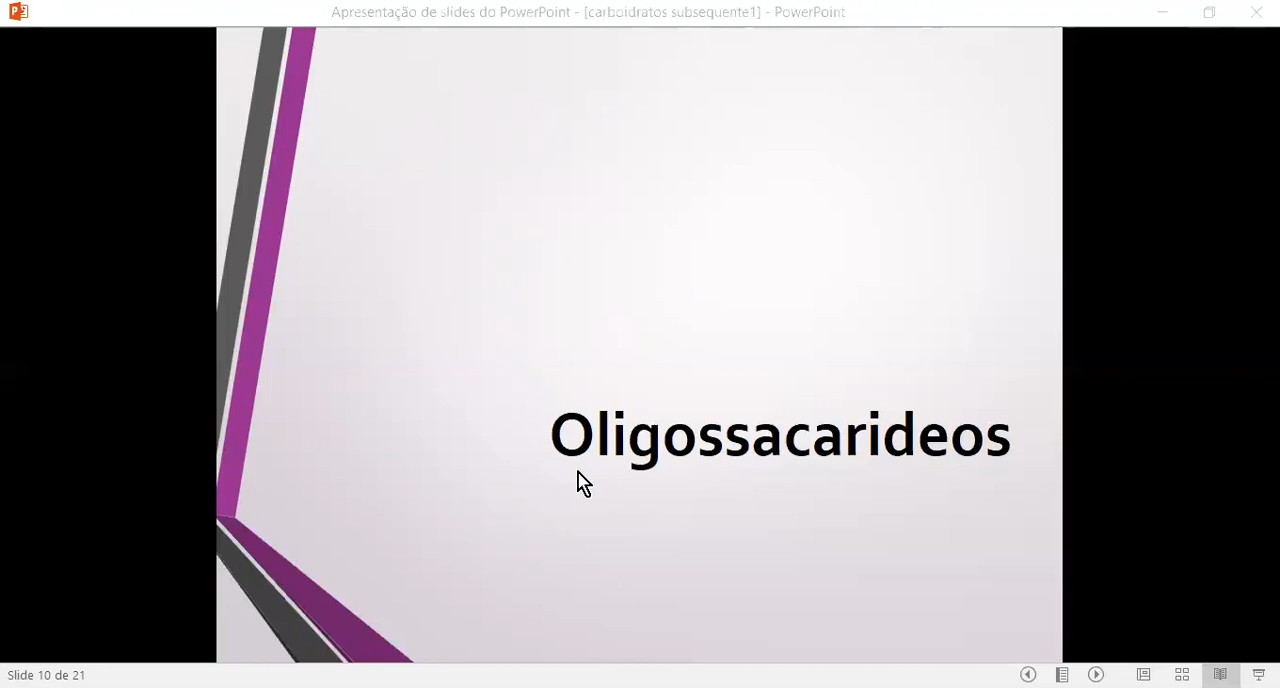 Apresentação de slides do PowerPoint - [carboidratos subsequente1] - PowerPoint
Oligossacarideos
Slide 10 de 21